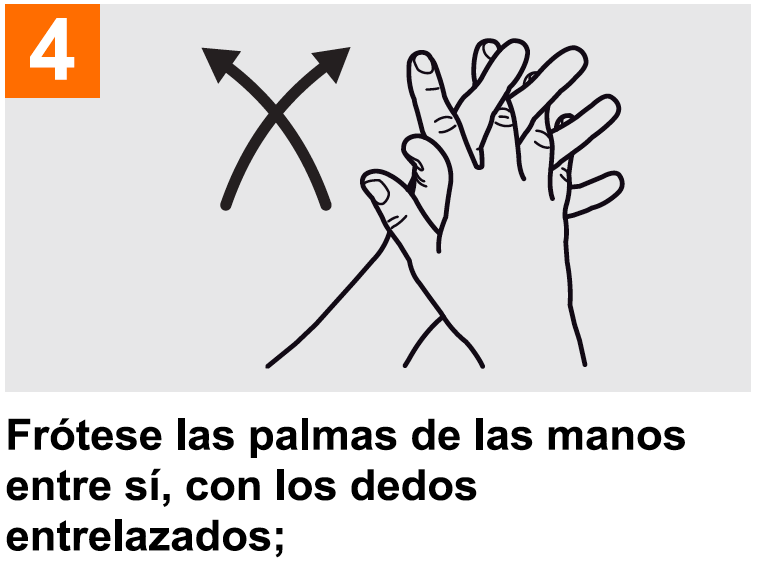 4
Frótese las palmas de las manos
entre sí, con los dedos
entrelazados;